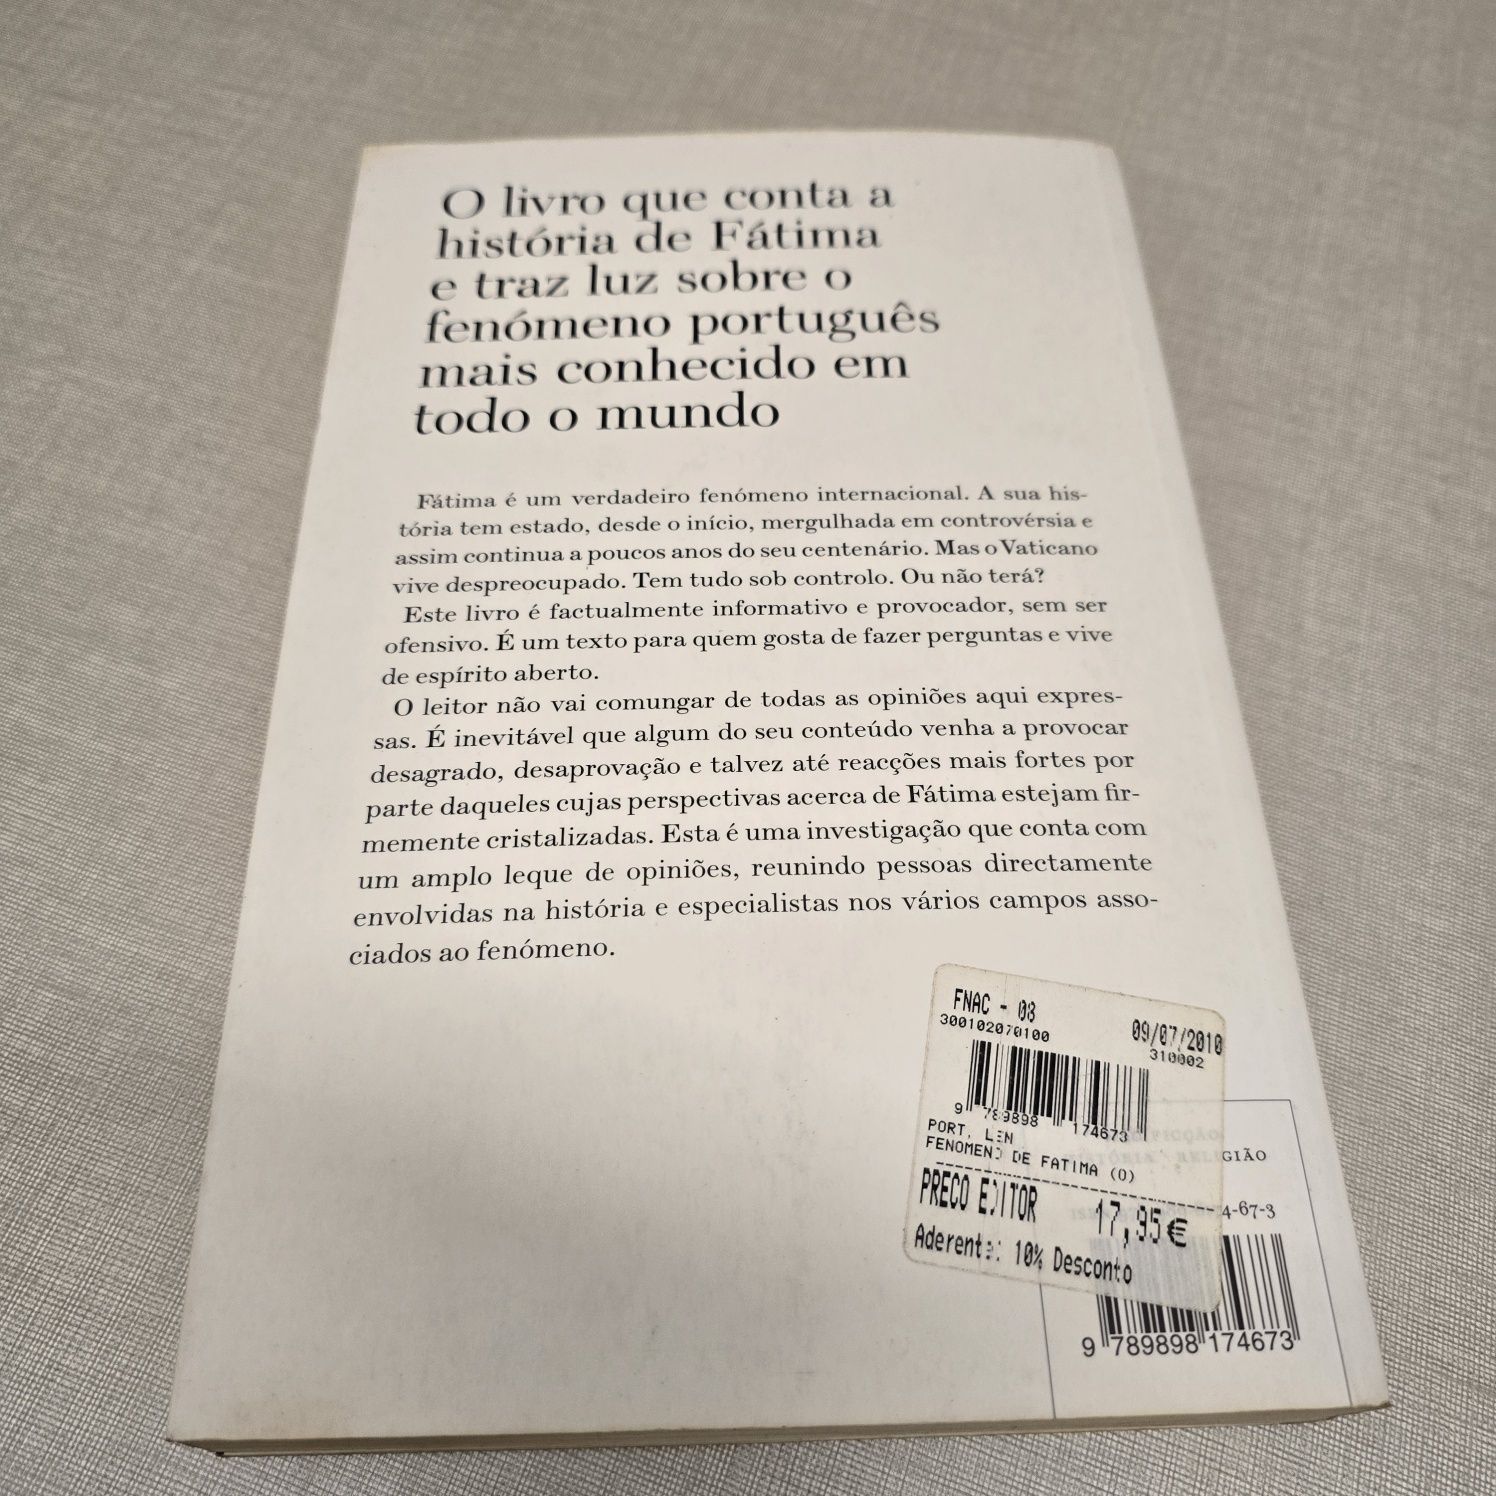 O livro que conta a
história de Fátima
e traz luz sobre o
fenómeno português
mais conhecido em
todo o mundo
Fátima é um verdadeiro fenómeno internacional. A sua his-
tória tem estado, desde o início, mergulhada em controvérsia e
assim continua a poucos anos do seu centenário. Mas o Vaticano
vive despreocupado. Tem tudo sob controlo. Ou não terá?
Este livro é factualmente informativo e provocador, sem ser
ofensivo. É um texto para quem gosta de fazer perguntas e vive
de espírito aberto.
O leitor não vai comungar de todas as opiniões aqui expres-
sas. É inevitável que algum do seu conteúdo venha a provocar
desagrado, desaprovação e talvez até reacções mais fortes por
parte daqueles cujas perspectivas acerca de Fátima estejam fir-
memente cristalizadas. Esta é uma investigação que conta com
um amplo leque de opiniões, reunindo pessoas directamente
envolvidas na história e especialistas nos vários campos asso-
ciados ao fenómeno.
FNAC - 08
300102070100
09/07/2010
310002
9 789898 174673
PORT. LEN
FENOMENO DE FATIMA (O)
PRECO EDITOR 17,95€
Aderente: 10% Desconto
FICÇÃO
HISTÓRIA RELIGIÃO
4-67-3
9 789898 174673